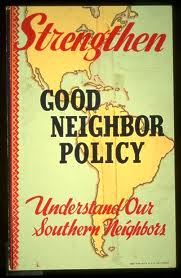 Strengthen
GOOD
NEIGHBOR
POLICY
Understand Our
Southern Neighbors